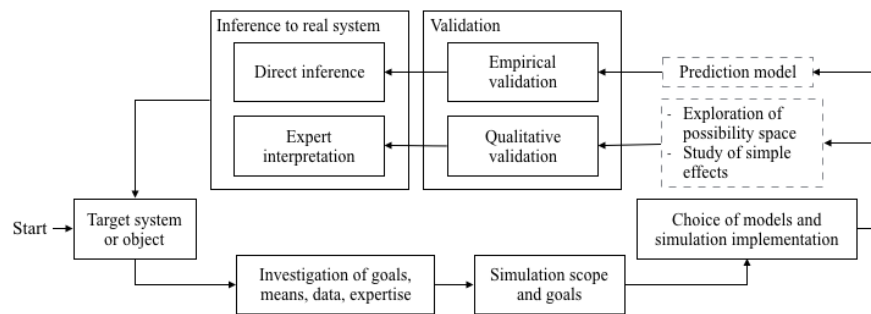 Inference to real system
Validation
Direct inference
Empirical
validation
Prediction model
Expert
interpretation
Qualitative
validation
- Exploration of
possibility space
- Study of simple
effects
Start
Target system
or object
Choice of models and
simulation implementation
Investigation of goals,
means, data, expertise
Simulation scope
and goals